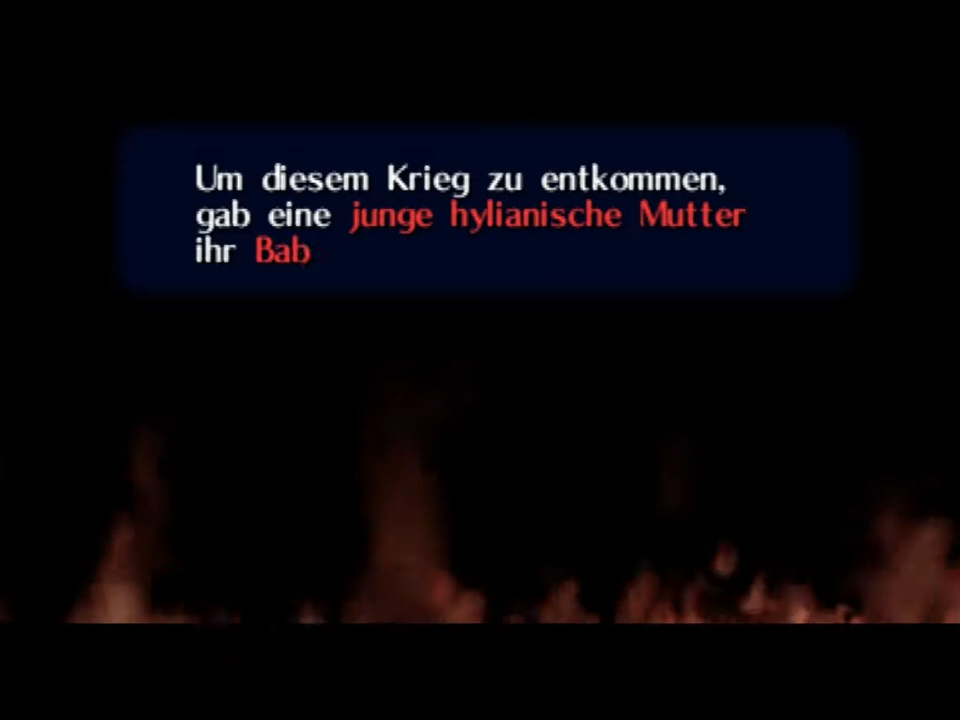 Um diesem Krieg zu entkommen,
gab eine junge hylianische Mutter
ihr Bab